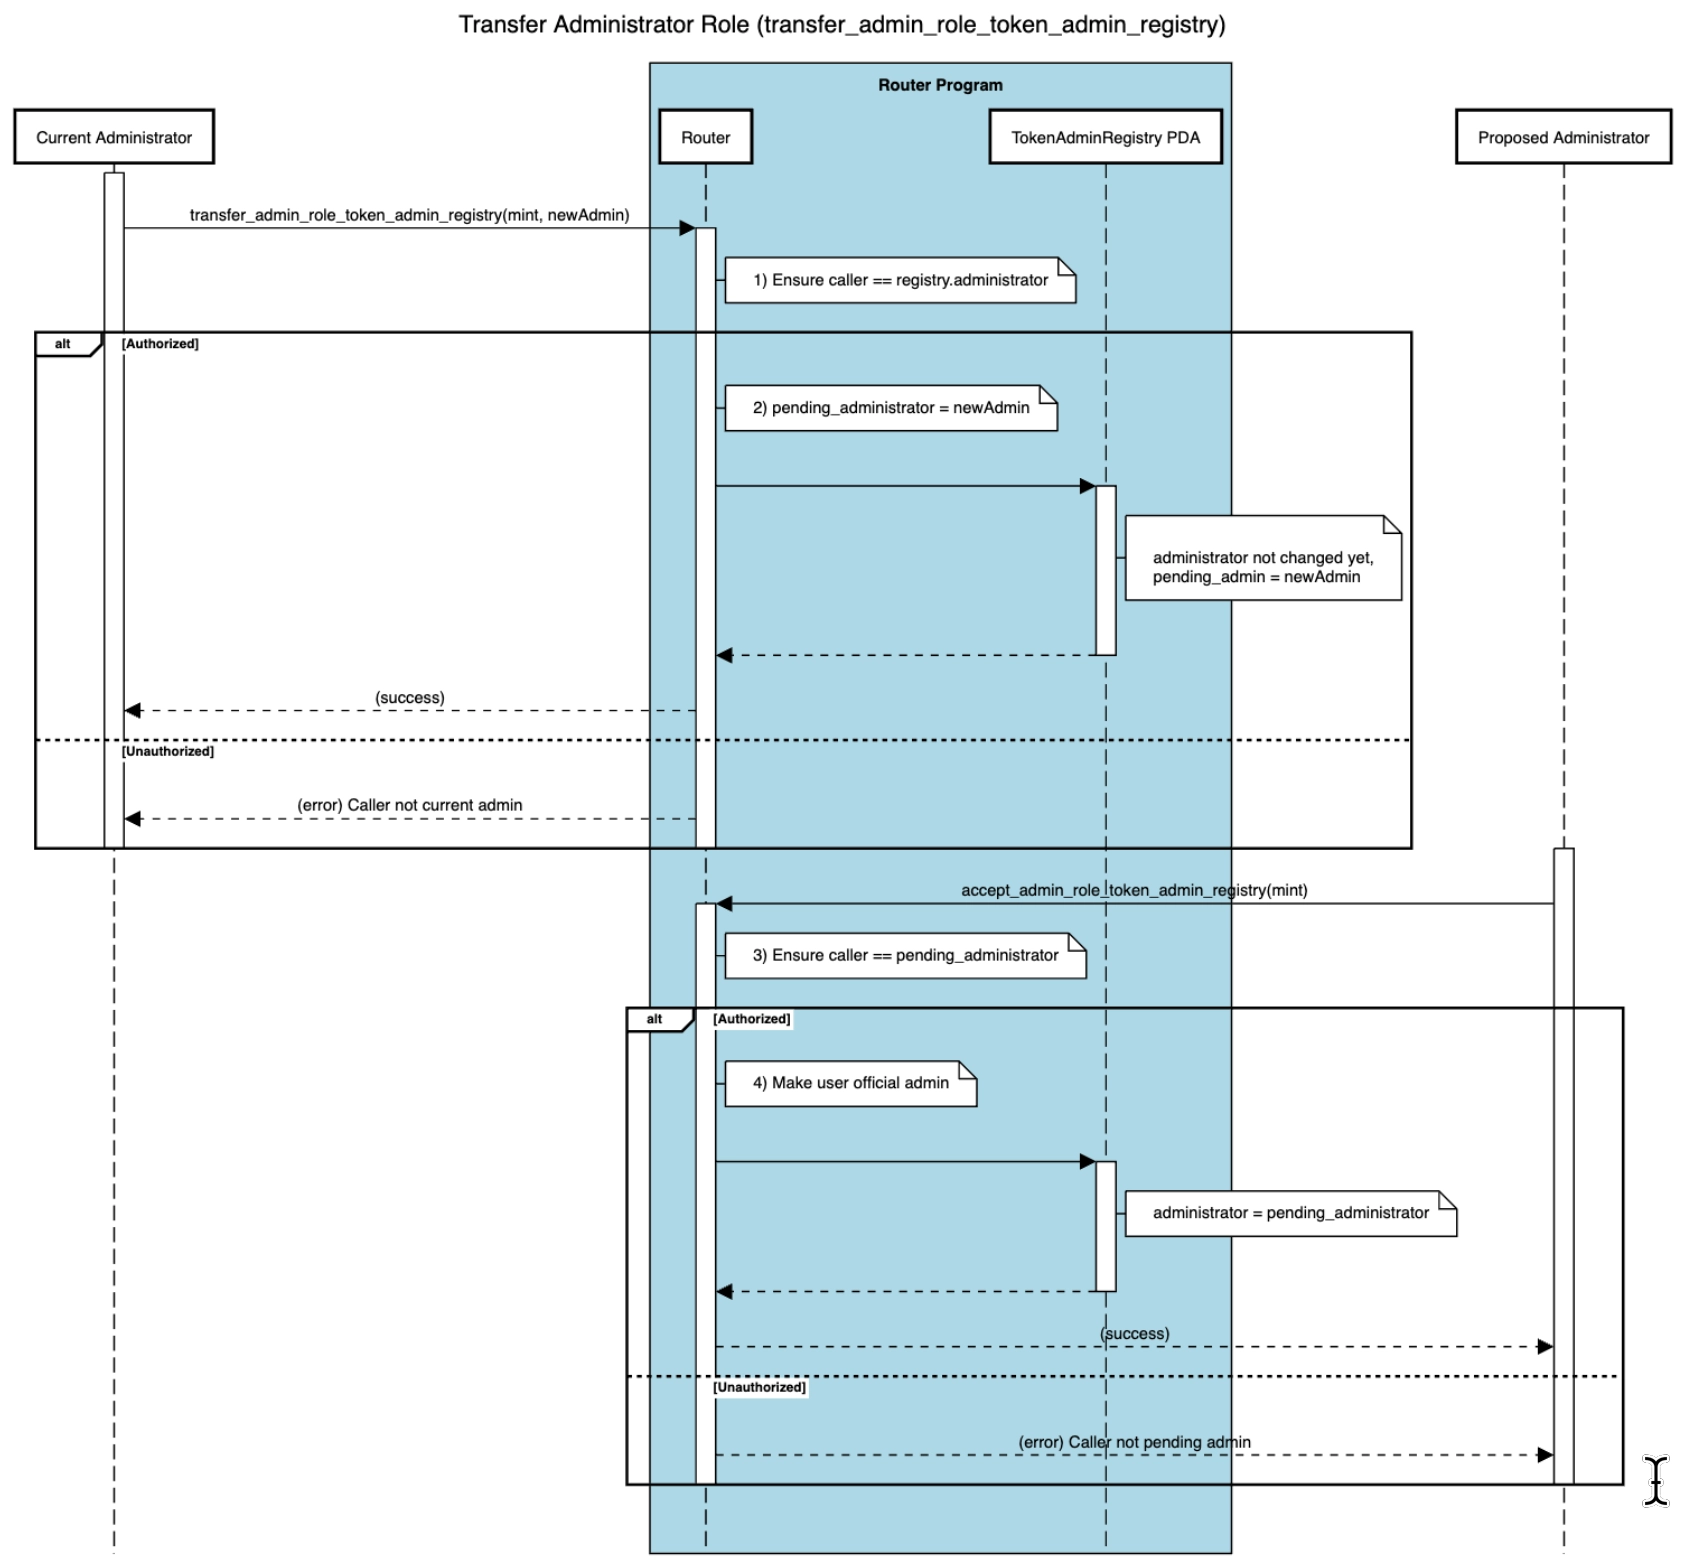 Transfer Administrator Role (transfer_admin_role_token_admin_registry)
Router Program
Current Administrator
Router
TokenAdminRegistry PDA
Proposed Administrator
transfer_admin_role_token_admin_registry(mint, newAdmin)
1) Ensure caller == registry.administrator
alt
[Authorized]
2) pending_administrator = newAdmin
administrator not changed yet,
pending_admin = newAdmin
(success)
[Unauthorized]
(error) Caller not current admin
accept_admin_role_token_admin_registry(mint)
3) Ensure caller == pending_administrator
alt
[Authorized]
4) Make user official admin
administrator = pending_administrator
(success)
[Unauthorized]
(error) Caller not pending admin